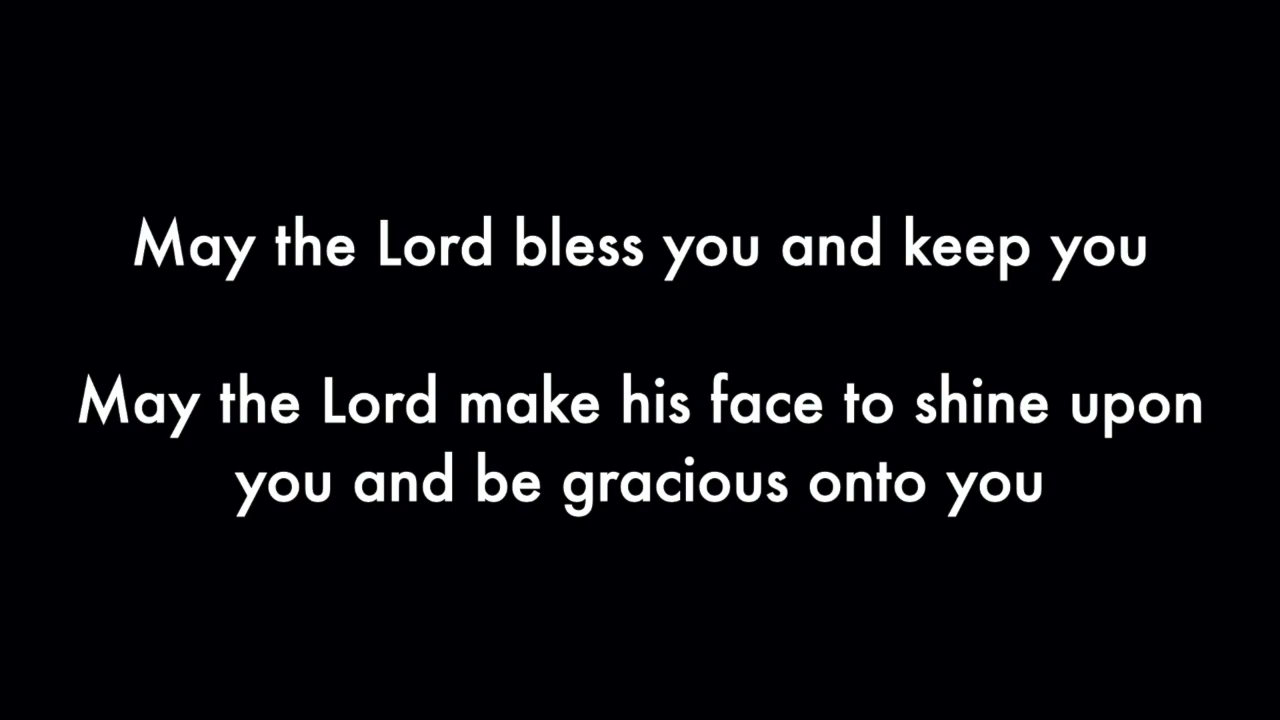 May the Lord bless you and keep you
May the Lord make his face to shine upon
you and be gracious onto you